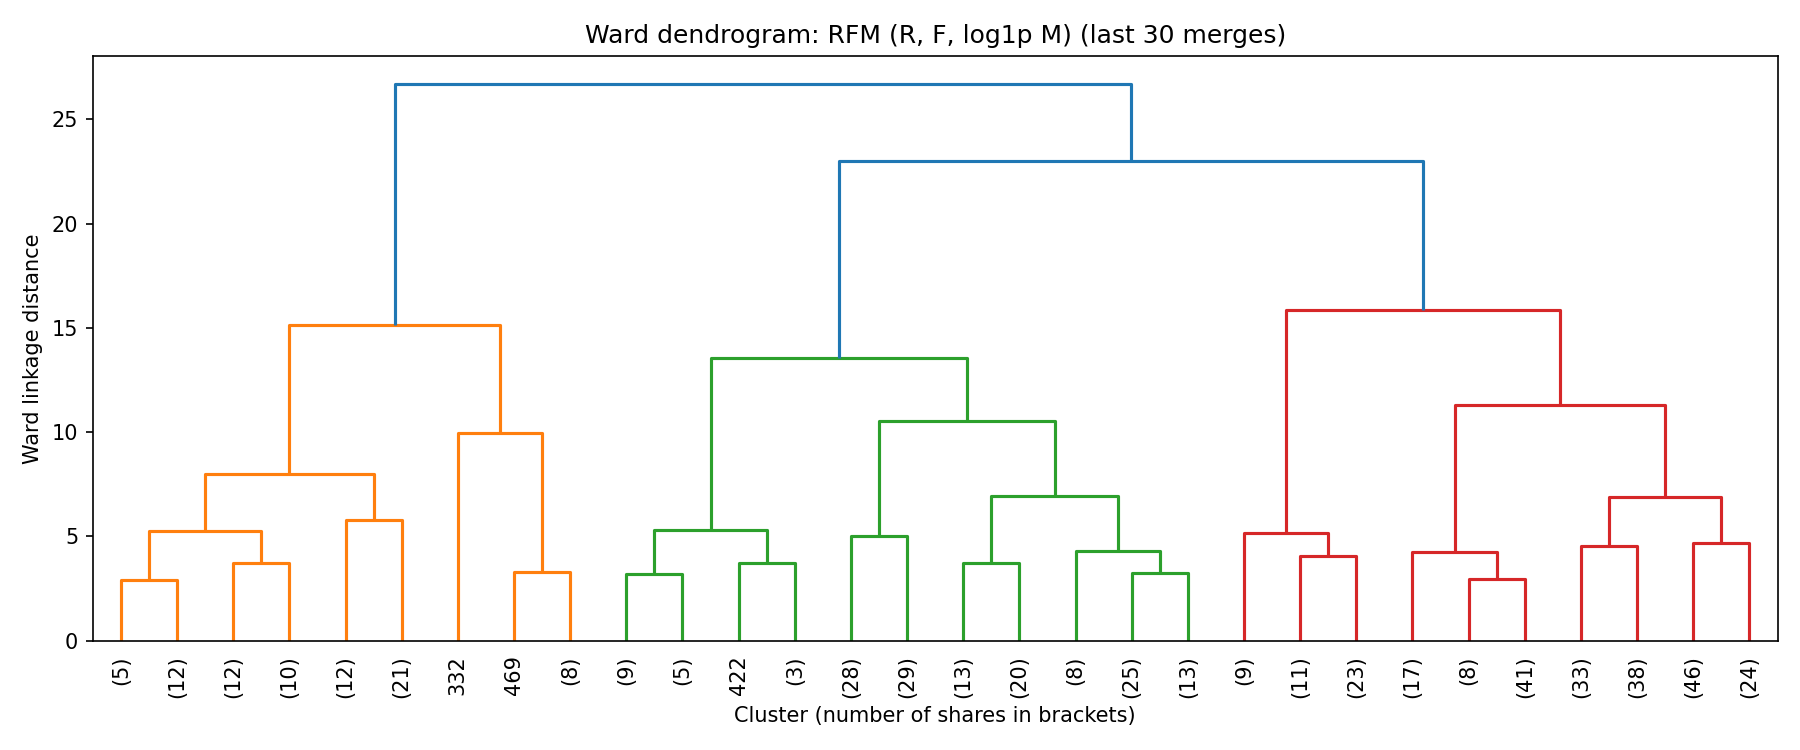 Ward dendrogram: RFM (R, F, log1p M) (last 30 merges)
25
20
15
10
5
0
Ward linkage distance
(5) (12) (12) (10) (12) (21) 332 469 (8) (9) (5) 422 (3) (28) (29) (13) (20) (8) (25) (13) (9) (11) (23) (17) (8) (41) (33) (38) (46) (24)
Cluster (number of shares in brackets)